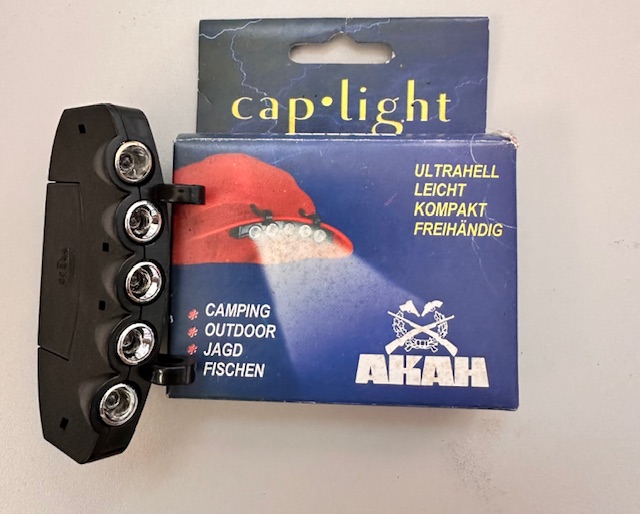 cap•light
ULTRAHELL
LEICHT
KOMPAKT
FREIHÄNDIG
CAMPING
OUTDOOR
JAGD
FISCHEN
AKAH